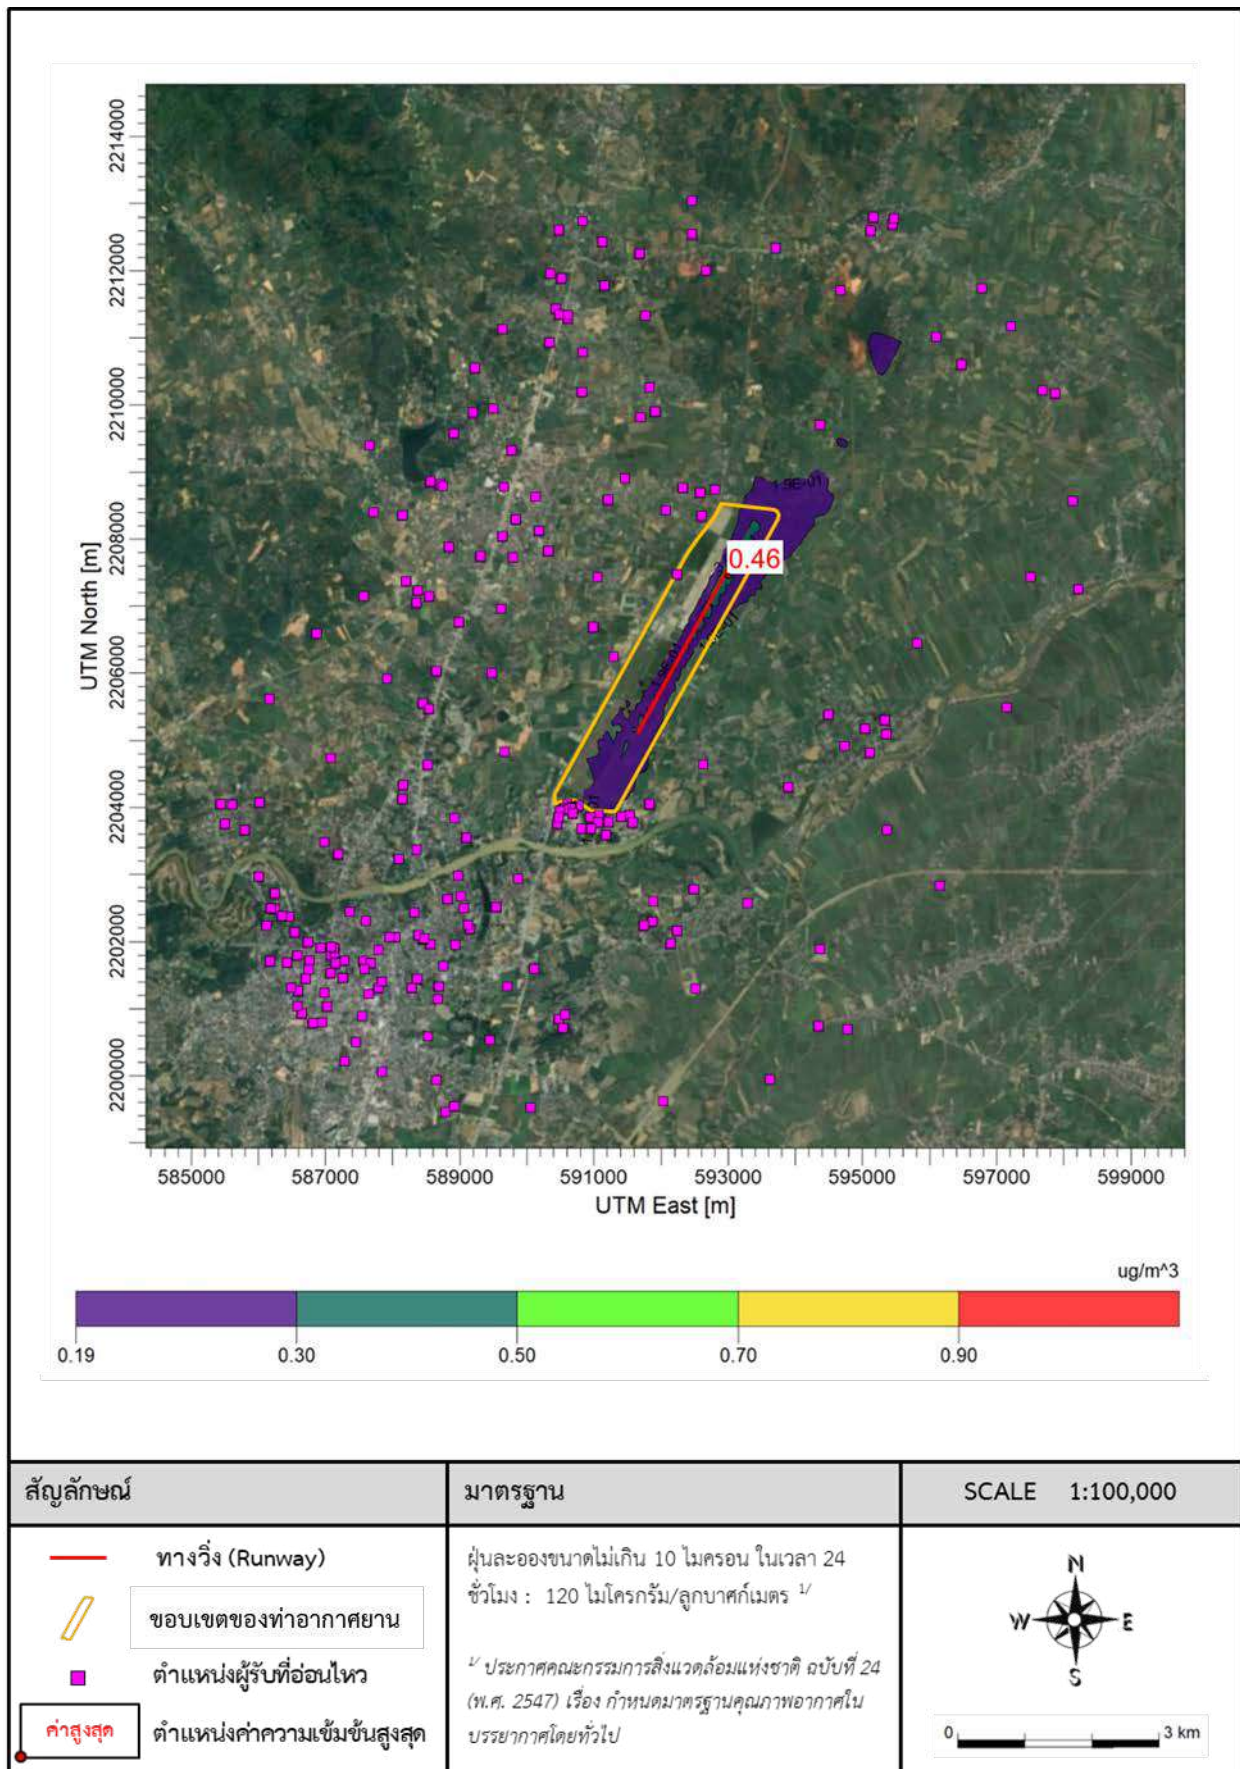 2214000
2212000
2210000
2208000
2206000
2204000
2202000
2200000
UTM North [m]
1.9E-01
0.46
1.9E-01
585000 587000 589000 591000 593000 595000 597000 599000
UTM East [m]
ug/m^3
0.19 0.30 0.50 0.70 0.90
สัญลักษณ์
ทางวิ่ง (Runway)
ขอบเขตของท่าอากาศยาน
ตำแหน่งผู้รับที่อ่อนไหว
ค่าสูงสุด ตำแหน่งค่าความเข้มข้นสูงสุด
มาตรฐาน
ฝุ่นละอองขนาดไม่เกิน 10 ไมครอน ในเวลา 24
ชั่วโมง : 120 ไมโครกรัม/ลูกบาศก์เมตร 1/
1/ ประกาศคณะกรรมการสิ่งแวดล้อมแห่งชาติ ฉบับที่ 24
(พ.ศ. 2547) เรื่อง กำหนดมาตรฐานคุณภาพอากาศใน
บรรยากาศโดยทั่วไป
SCALE 1:100,000
N
W E
S
0 3 km